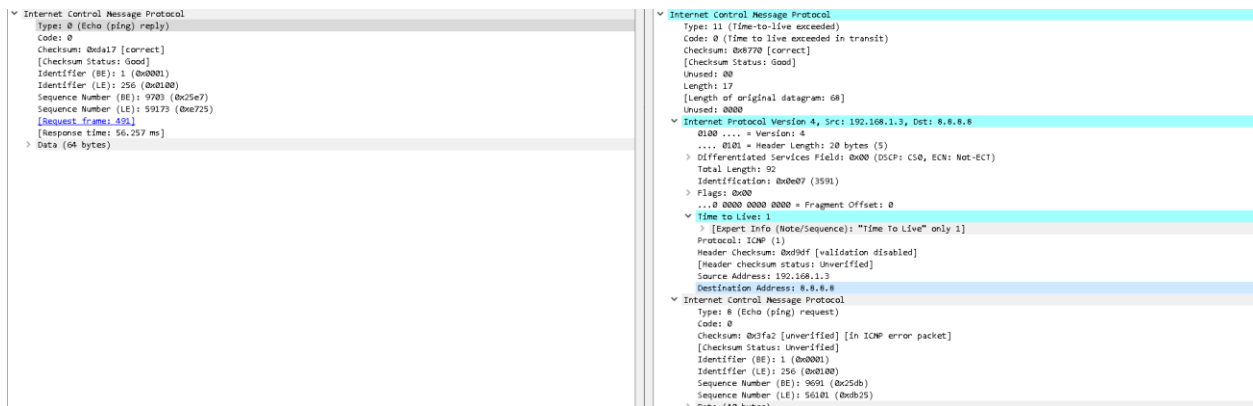 Internet Control Message Protocol
Type: 0 (Echo (ping) reply)
Code: 0
Checksum: 0xda17 [correct]
[Checksum Status: Good]
Identifier (BE): 1 (0x0001)
Identifier (LE): 256 (0x0100)
Sequence Number (BE): 9703 (0x25e7)
Sequence Number (LE): 59173 (0xe725)
[Request frame: 491]
[Response time: 56.257 ms]
Data (64 bytes)
Internet Control Message Protocol
Type: 11 (Time-to-live exceeded)
Code: 0 (Time to live exceeded in transit)
Checksum: 0x8770 [correct]
[Checksum Status: Good]
Unused: 00
Length: 17
[Length of original datagram: 68]
Unused: 0000
Internet Protocol Version 4, Src: 192.168.1.3, Dst: 8.8.8.8
0100 .... = Version: 4
.... 0101 = Header Length: 20 bytes (5)
Differentiated Services Field: 0x00 (DSCP: CS0, ECN: Not-ECT)
Total Length: 92
Identification: 0x0e07 (3591)
Flags: 0x00
...0 0000 0000 0000 = Fragment Offset: 0
Time to Live: 1
[Expert Info (Note/Sequence): "Time To Live" only 1]
Protocol: ICMP (1)
Header Checksum: 0xd9df [validation disabled]
[Header checksum status: Unverified]
Source Address: 192.168.1.3
Destination Address: 8.8.8.8
Internet Control Message Protocol
Type: 8 (Echo (ping) request)
Code: 0
Checksum: 0x3fa2 [unverified] [in ICMP error packet]
[Checksum Status: Unverified]
Identifier (BE): 1 (0x0001)
Identifier (LE): 256 (0x0100)
Sequence Number (BE): 9691 (0x25db)
Sequence Number (LE): 56101 (0xdb25)